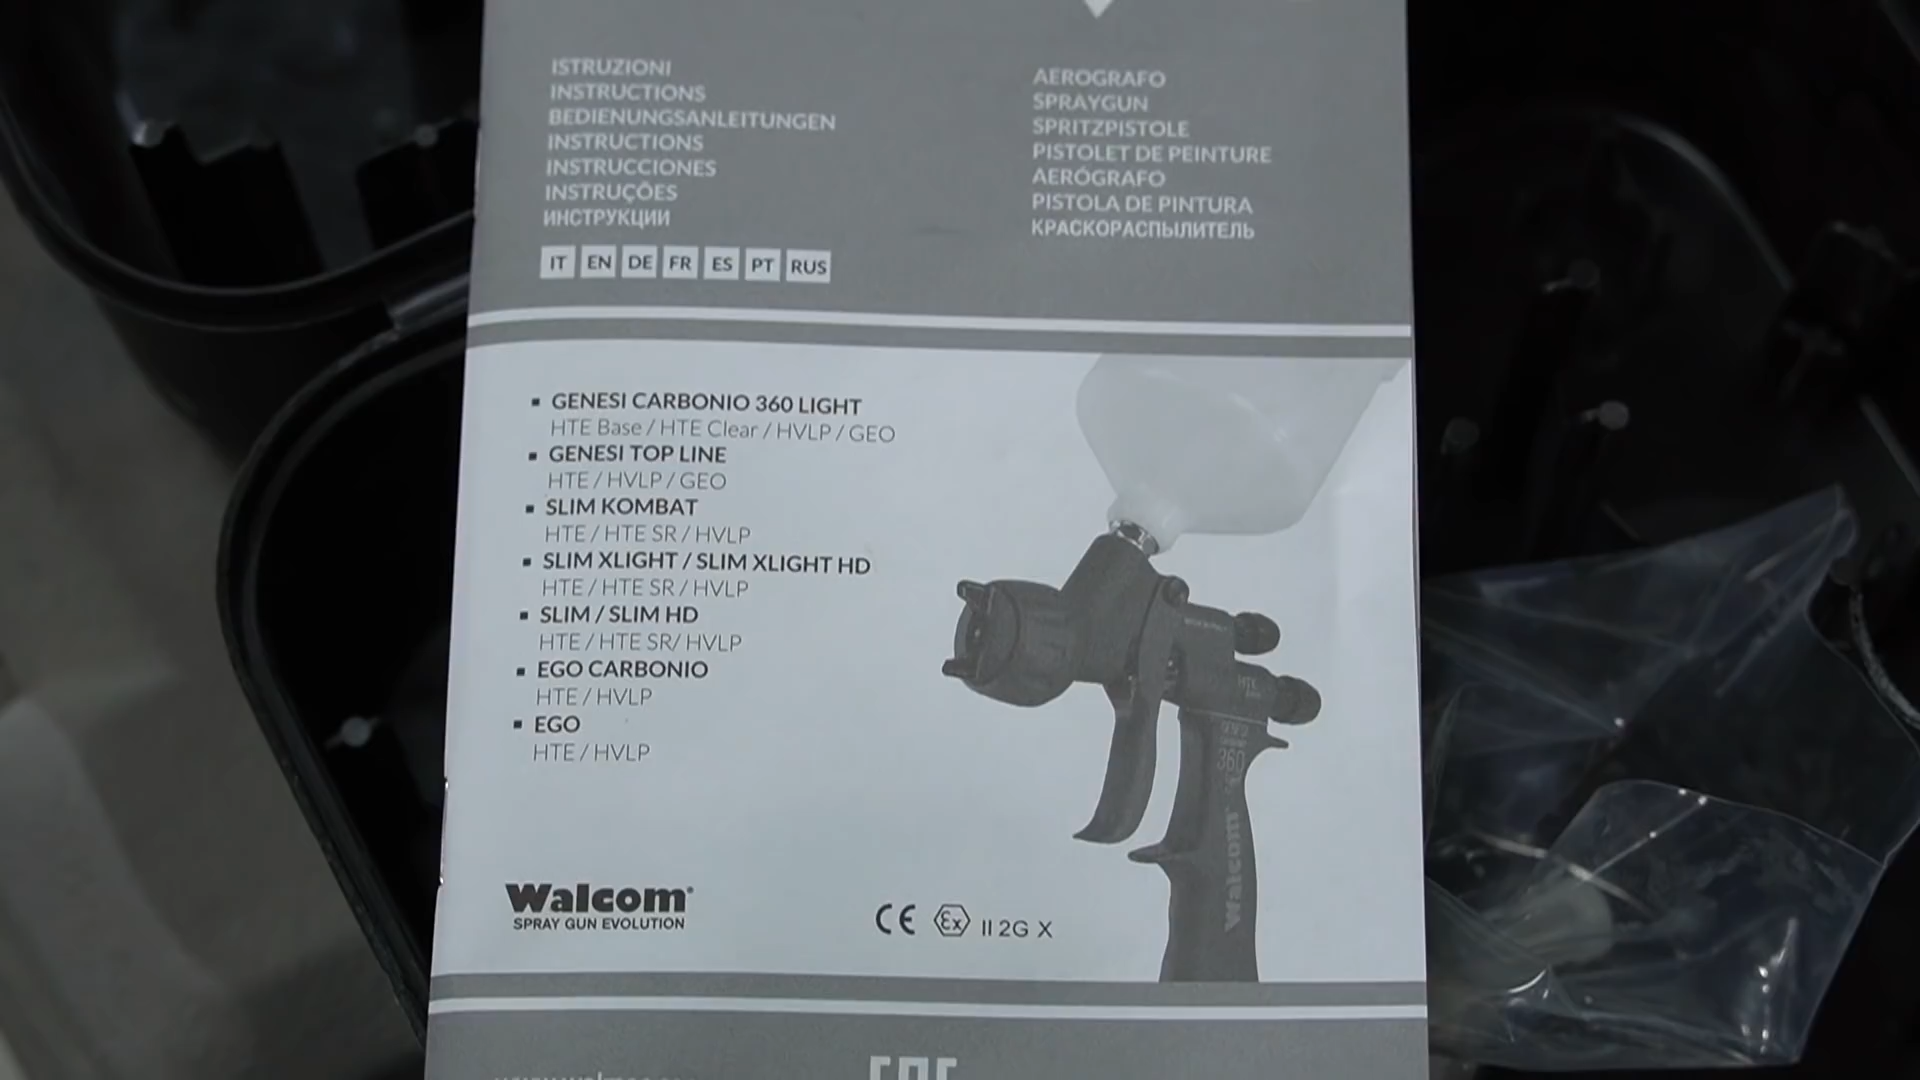 ISTRUZIONI
INSTRUCTIONS
BEDIENUNGSANLEITUNGEN
INSTRUCTIONS
INSTRUCCIONES
INSTRUÇÕES
ИНСТРУКЦИИ
IT EN DE FR ES PT RUS
AEROGRAFO
SPRAYGUN
SPRITZPISTOLE
PISTOLET DE PEINTURE
AERÓGRAFO
PISTOLA DE PINTURA
КРАСКОРАСПЫЛИТЕЛЬ
▪ GENESI CARBONIO 360 LIGHT
HTE Base / HTE Clear / HVLP / GEO
▪ GENESI TOP LINE
HTE / HVLP / GEO
▪ SLIM KOMBAT
HTE / HTE SR / HVLP
▪ SLIM XLIGHT / SLIM XLIGHT HD
HTE / HTE SR / HVLP
▪ SLIM / SLIM HD
HTE / HTE SR/ HVLP
▪ EGO CARBONIO
HTE / HVLP
▪ EGO
HTE / HVLP
HTE
360
Walcom
Walcom®
SPRAY GUN EVOLUTION
CE Ex II 2G X